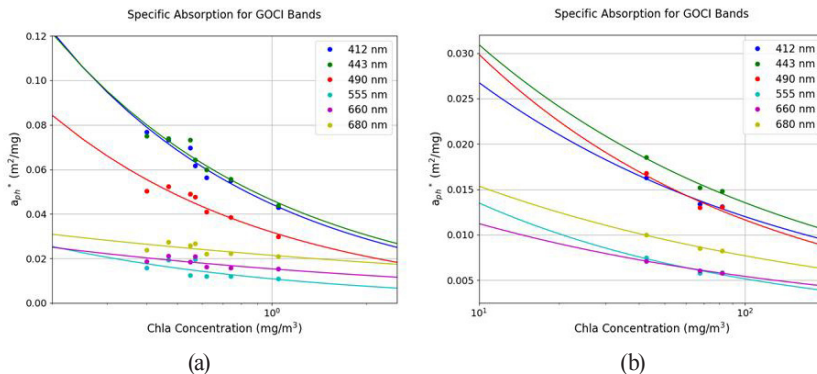 Specific Absorption for GOCI Bands
0.12
0.10
0.08
0.06
0.04
0.02
0.00
a_ph* (m²/mg)
412 nm
443 nm
490 nm
555 nm
660 nm
680 nm
10⁰
Chla Concentration (mg/m³)
(a)
Specific Absorption for GOCI Bands
0.030
0.025
0.020
0.015
0.010
0.005
a_ph* (m²/mg)
412 nm
443 nm
490 nm
555 nm
660 nm
680 nm
10¹
10²
Chla Concentration (mg/m³)
(b)